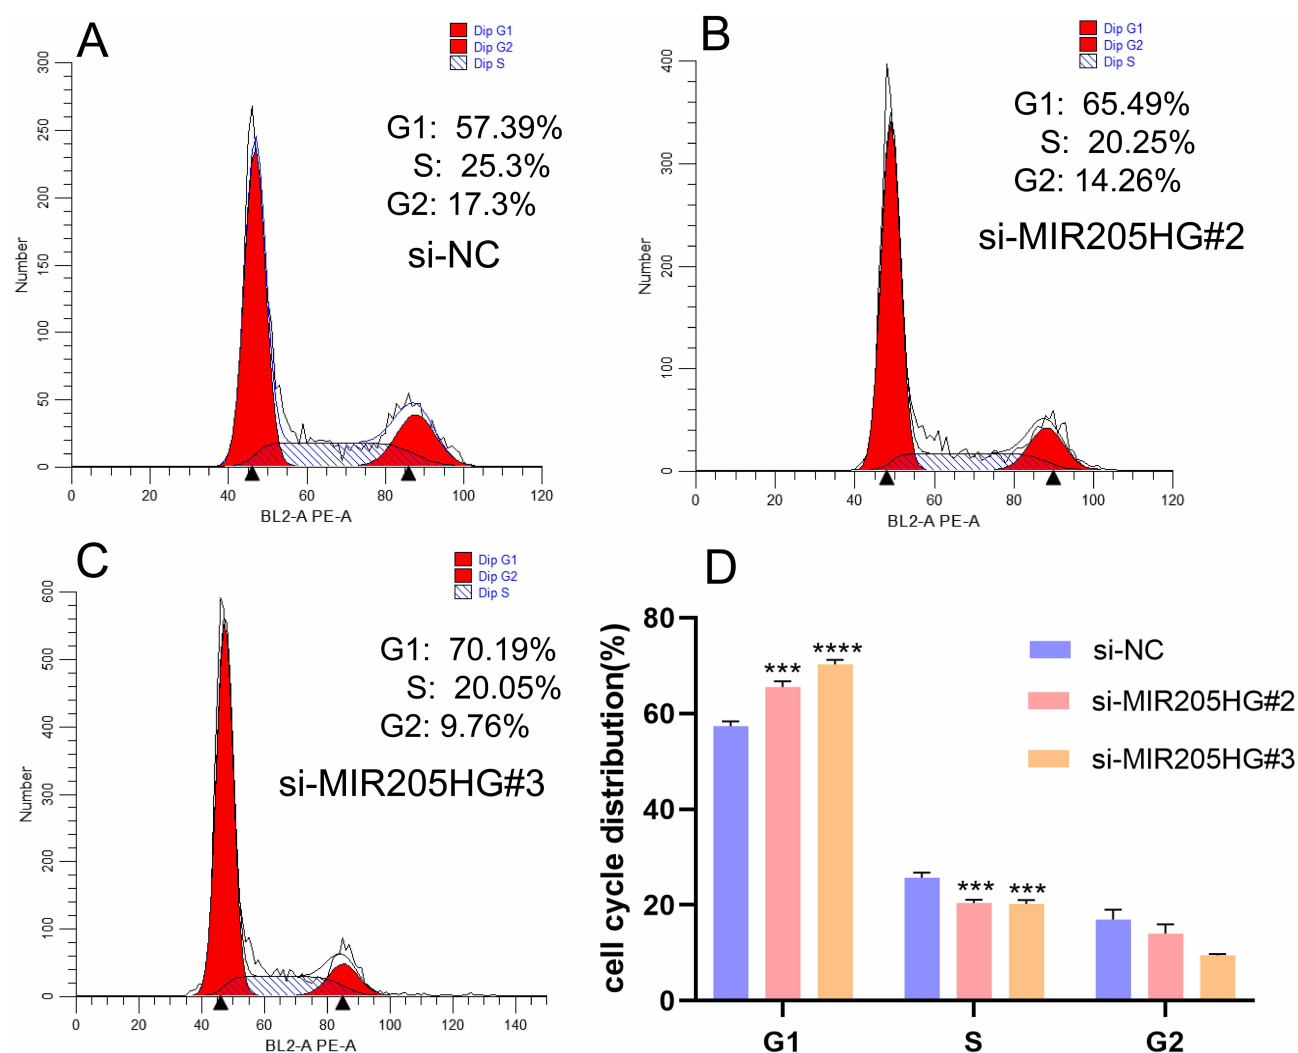 A
Dip G1
Dip G2
Dip S
G1: 57.39%
S: 25.3%
G2: 17.3%
si-NC
Number
300
250
200
150
100
50
0
0 20 40 60 80 100 120
BL2-A PE-A
B
Dip G1
Dip G2
Dip S
G1: 65.49%
S: 20.25%
G2: 14.26%
si-MIR205HG#2
Number
400
300
200
100
0
0 20 40 60 80 100 120
BL2-A PE-A
C
Dip G1
Dip G2
Dip S
G1: 70.19%
S: 20.05%
G2: 9.76%
si-MIR205HG#3
Number
600
500
400
300
200
100
0
0 20 40 60 80 100 120 140
BL2-A PE-A
D
cell cycle distribution(%)
80
60
40
20
0
*** ****
*** ***
G1 S G2
si-NC
si-MIR205HG#2
si-MIR205HG#3